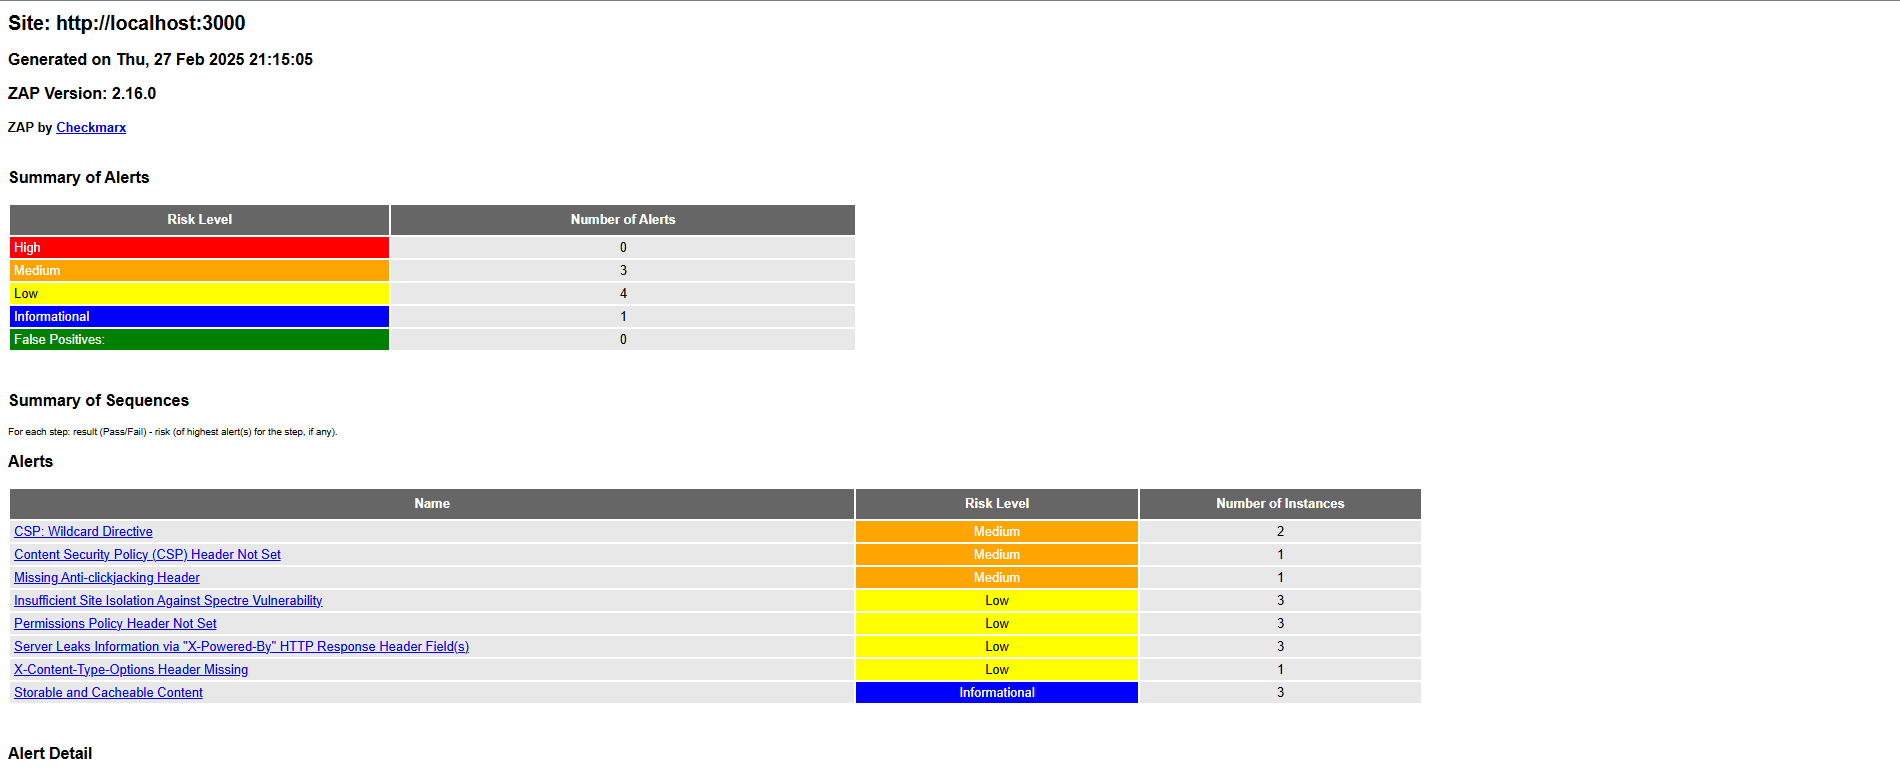 Site: http://localhost:3000
Generated on Thu, 27 Feb 2025 21:15:05
ZAP Version: 2.16.0
ZAP by Checkmarx
Summary of Alerts
Risk Level Number of Alerts
High 0
Medium 3
Low 4
Informational 1
False Positives: 0
Summary of Sequences
For each step: result (Pass/Fail) - risk (of highest alert(s) for the step, if any).
Alerts
Name Risk Level Number of Instances
CSP: Wildcard Directive Medium 2
Content Security Policy (CSP) Header Not Set Medium 1
Missing Anti-clickjacking Header Medium 1
Insufficient Site Isolation Against Spectre Vulnerability Low 3
Permissions Policy Header Not Set Low 3
Server Leaks Information via "X-Powered-By" HTTP Response Header Field(s) Low 3
X-Content-Type-Options Header Missing Low 1
Storable and Cacheable Content Informational 3
Alert Detail